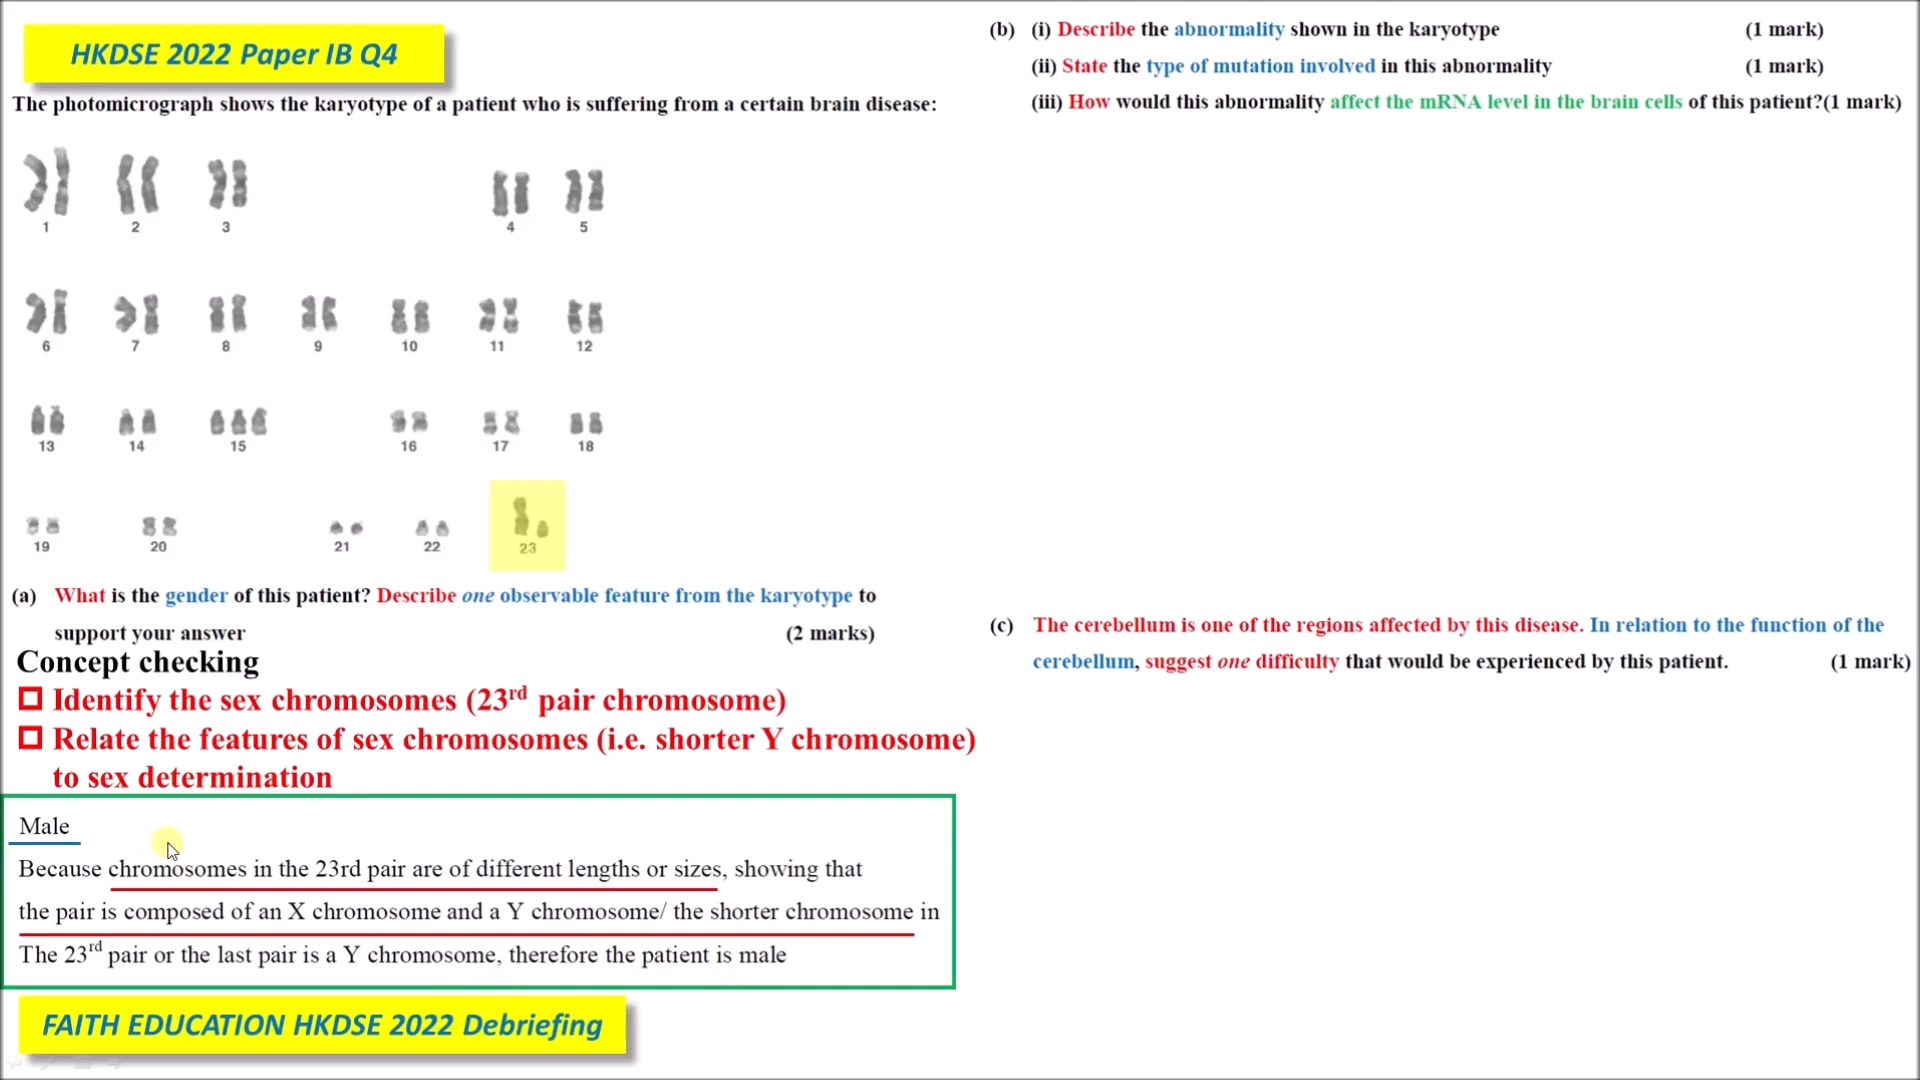 HKDSE 2022 Paper IB Q4
The photomicrograph shows the karyotype of a patient who is suffering from a certain brain disease:
1 2 3 4 5
6 7 8 9 10 11 12
13 14 15 16 17 18
19 20 21 22 23
(a) What is the gender of this patient? Describe one observable feature from the karyotype to
support your answer (2 marks)
Concept checking
Identify the sex chromosomes (23rd pair chromosome)
Relate the features of sex chromosomes (i.e. shorter Y chromosome)
to sex determination
Male
Because chromosomes in the 23rd pair are of different lengths or sizes, showing that
the pair is composed of an X chromosome and a Y chromosome/ the shorter chromosome in
The 23rd pair or the last pair is a Y chromosome, therefore the patient is male
FAITH EDUCATION HKDSE 2022 Debriefing
(b) (i) Describe the abnormality shown in the karyotype (1 mark)
(ii) State the type of mutation involved in this abnormality (1 mark)
(iii) How would this abnormality affect the mRNA level in the brain cells of this patient?(1 mark)
(c) The cerebellum is one of the regions affected by this disease. In relation to the function of the
cerebellum, suggest one difficulty that would be experienced by this patient. (1 mark)